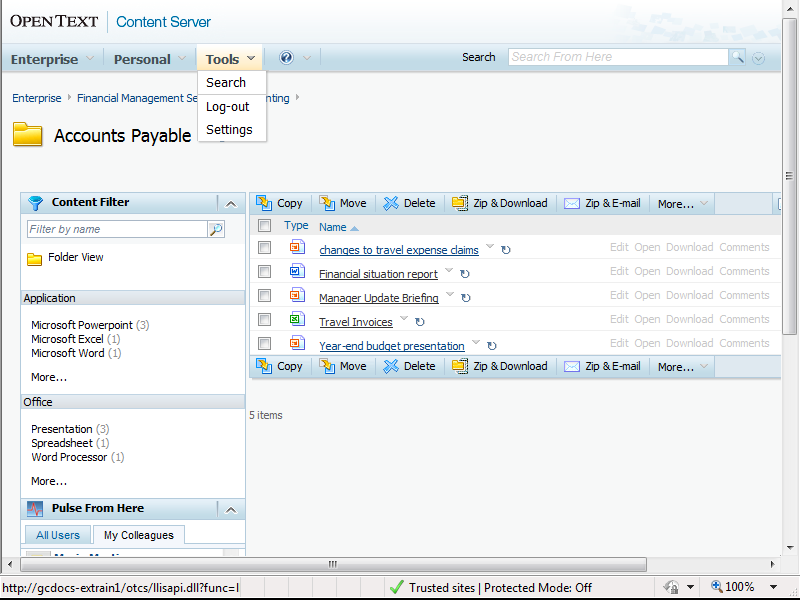 OPEN TEXT Content Server
Enterprise Personal Tools Search Search From Here
Search
Log-out
Settings
Enterprise Financial Management Se nting
Accounts Payable
Content Filter
Filter by name
Folder View
Application
Microsoft Powerpoint (3)
Microsoft Excel (1)
Microsoft Word (1)
More...
Office
Presentation (3)
Spreadsheet (1)
Word Processor (1)
More...
Pulse From Here
All Users My Colleagues
Copy Move Delete Zip & Download Zip & E-mail More...
Type Name
changes to travel expense claims Edit Open Download Comments
Financial situation report Edit Open Download Comments
Manager Update Briefing Edit Open Download Comments
Travel Invoices Edit Open Download Comments
Year-end budget presentation Edit Open Download Comments
Copy Move Delete Zip & Download Zip & E-mail More...
5 items
http://gcdocs-extrain1/otcs/llisapi.dll?func=l Trusted sites | Protected Mode: Off 100%